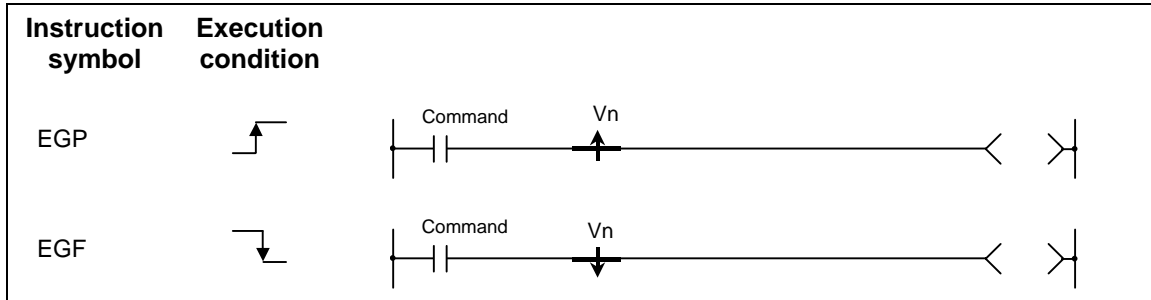 Instruction symbol
Execution condition
EGP
Command
Vn
EGF
Command
Vn